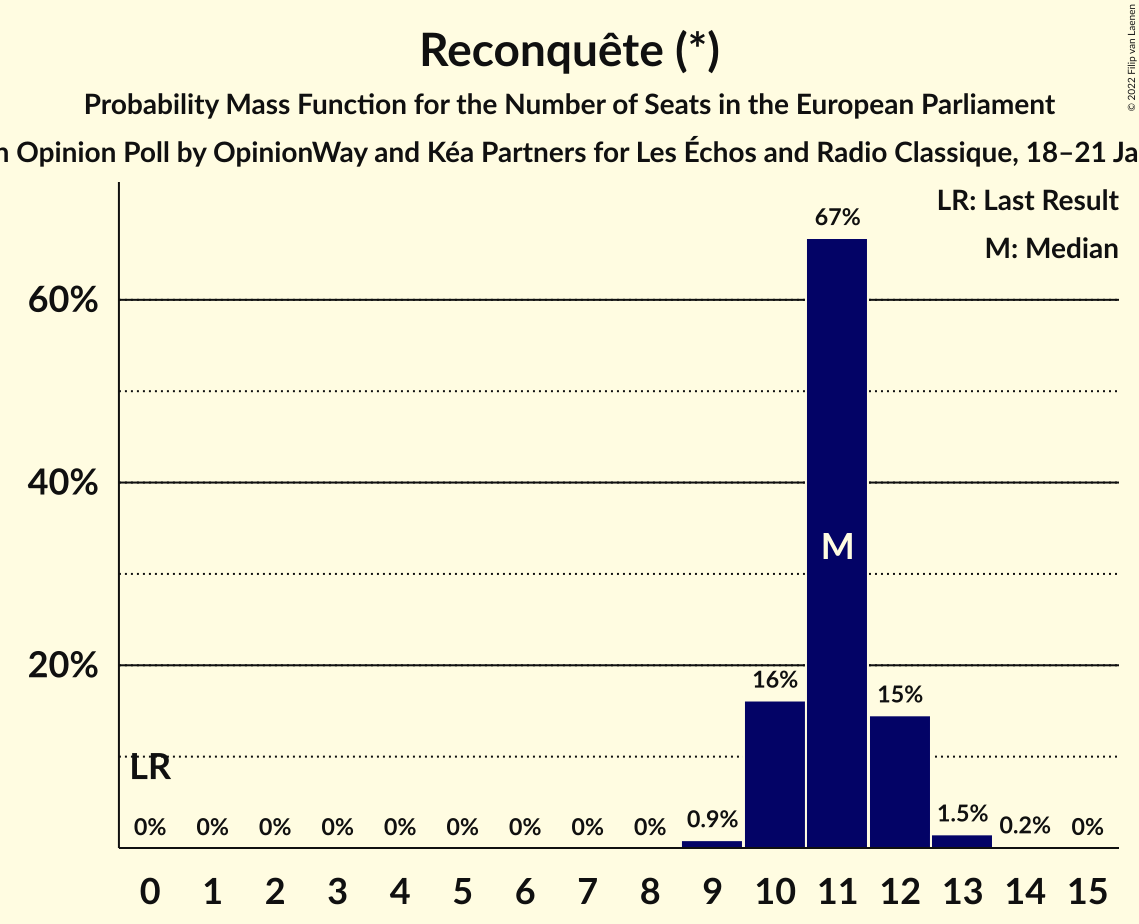 Reconquête (*)
Probability Mass Function for the Number of Seats in the European Parliament
Opinion Poll by OpinionWay and Kéa Partners for Les Échos and Radio Classique, 18–21
© 2022 Filip van Laenen
LR: Last Result
M: Median
67%
60%
40%
M
20%
16%
15%
LR
0% 0% 0% 0% 0% 0% 0% 0% 0% 0.9% 1.5% 0.2% 0%
0 1 2 3 4 5 6 7 8 9 10 11 12 13 14 15